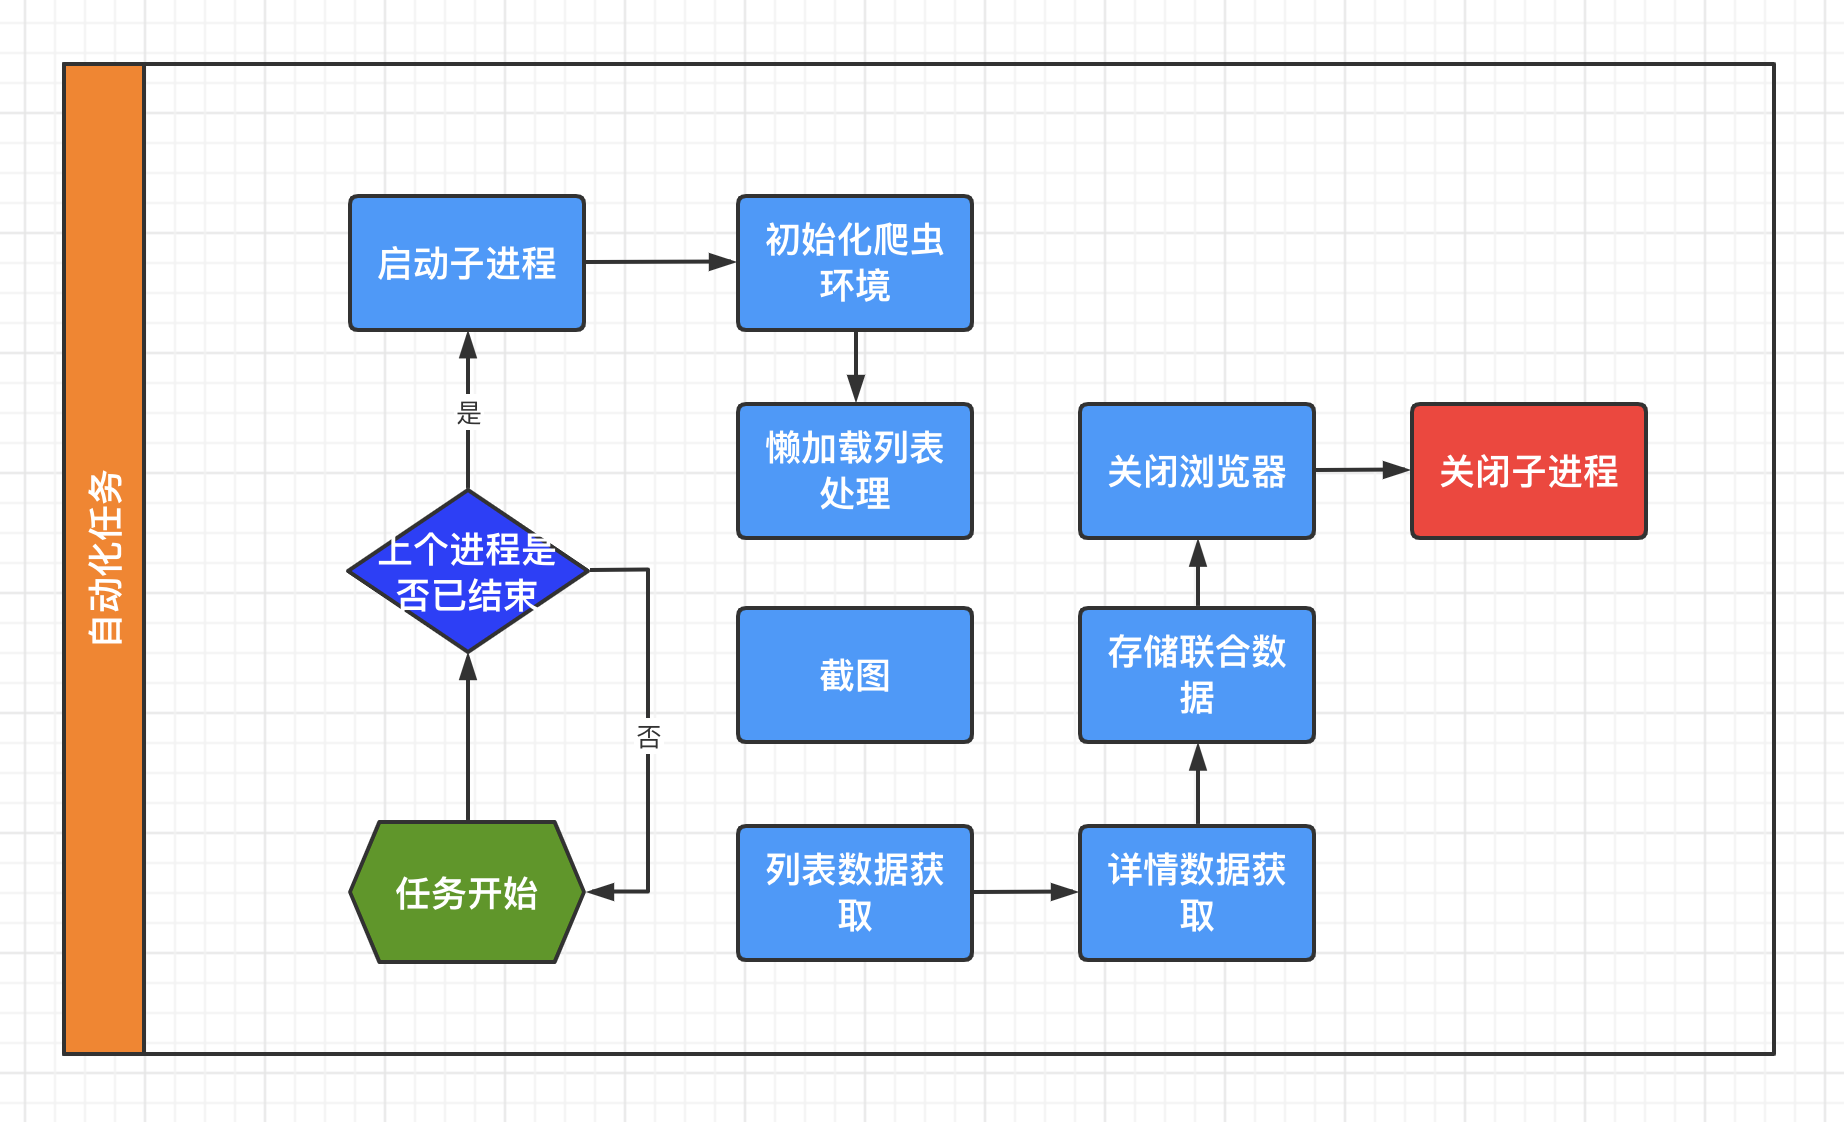 自动化任务
启动子进程
初始化爬虫
环境
是
懒加载列表
处理
关闭浏览器
关闭子进程
上个进程是
否已结束
截图
存储联合数
据
否
任务开始
列表数据获
取
详情数据获
取